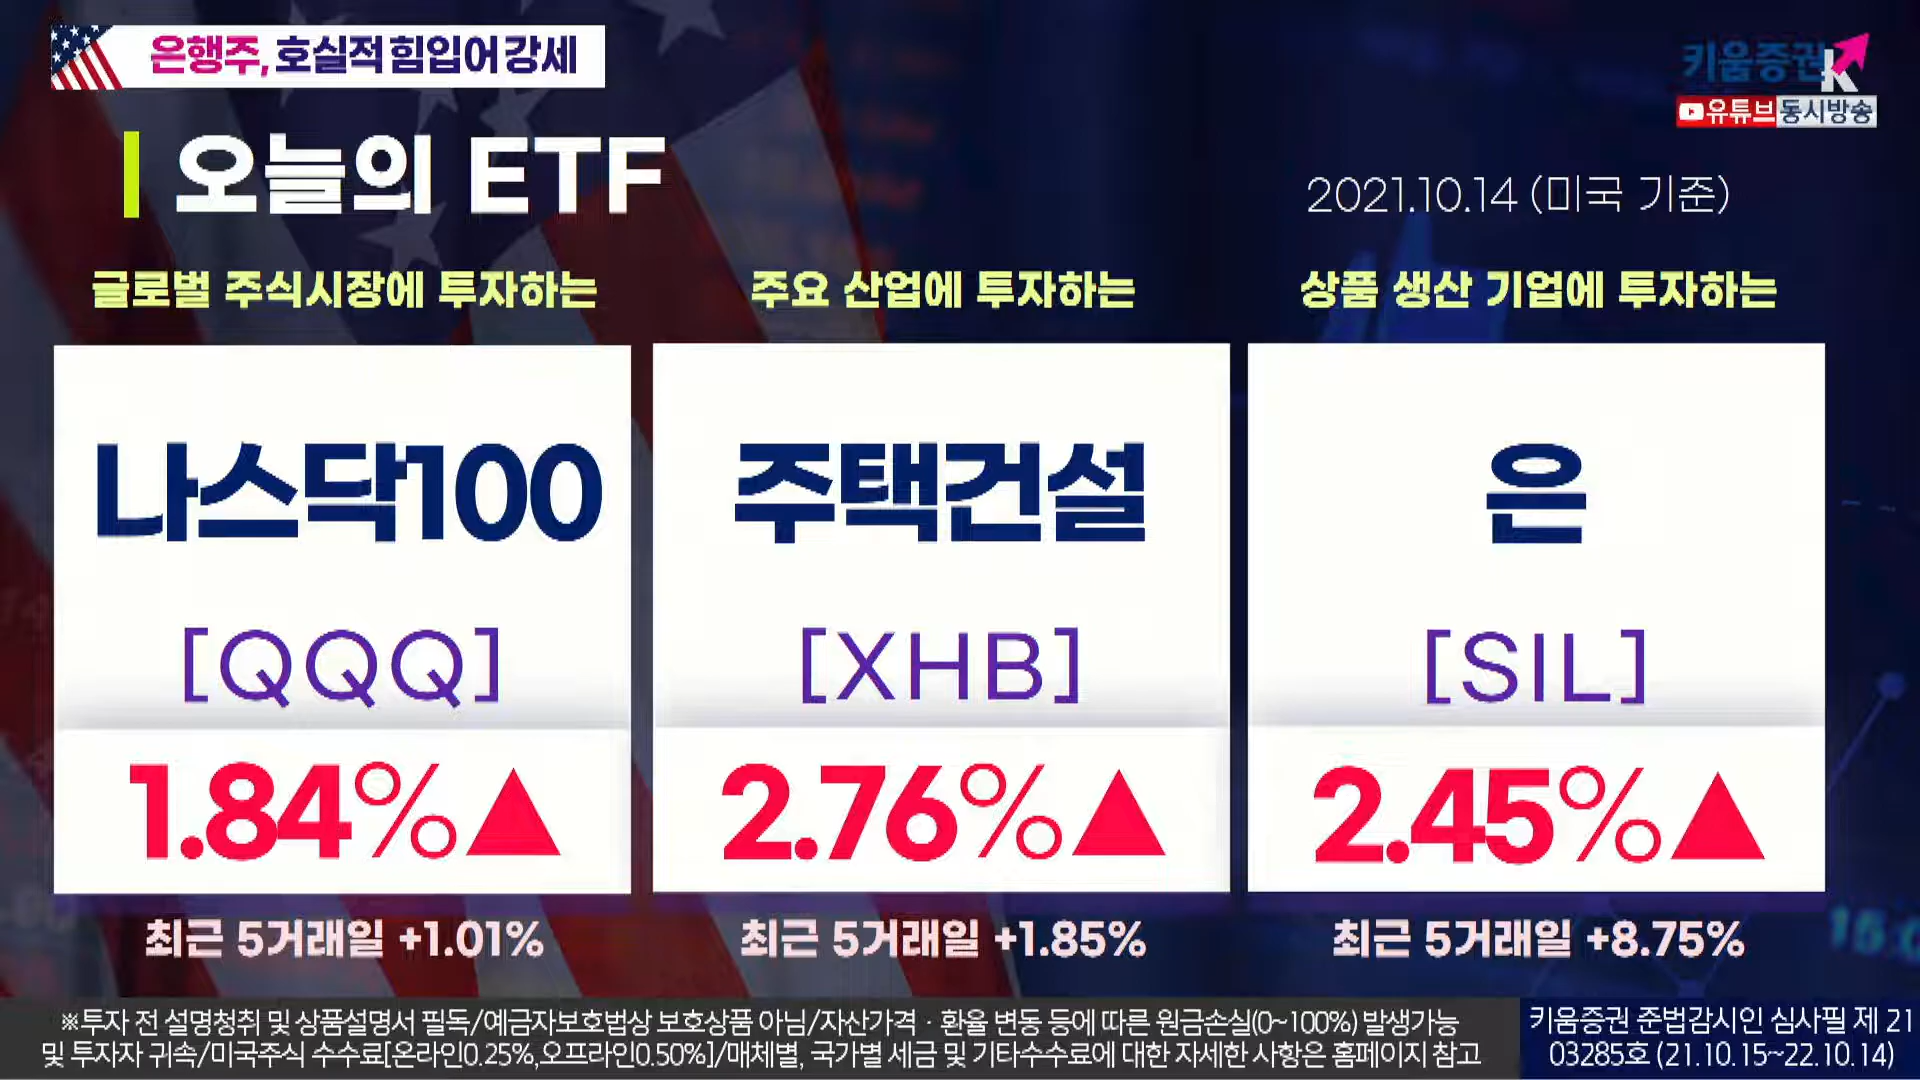 은행주, 호실적 힘입어 강세
키움증권
유튜브 동시방송
오늘의 ETF
2021.10.14 (미국 기준)
글로벌 주식시장에 투자하는
나스닥100
[QQQ]
1.84%▲
최근 5거래일 +1.01%
주요 산업에 투자하는
주택건설
[XHB]
2.76%▲
최근 5거래일 +1.85%
상품 생산 기업에 투자하는
은
[SIL]
2.45%▲
최근 5거래일 +8.75%
※투자 전 설명청취 및 상품설명서 필독/예금자보호법상 보호상품 아님/자산가격 · 환율 변동 등에 따른 원금손실(0~100%) 발생가능
및 투자자 귀속/미국주식 수수료[온라인0.25%,오프라인0.50%]/매체별, 국가별 세금 및 기타수수료에 대한 자세한 사항은 홈페이지 참고
키움증권 준법감시인 심사필 제 21
03285호 (21.10.15~22.10.14)